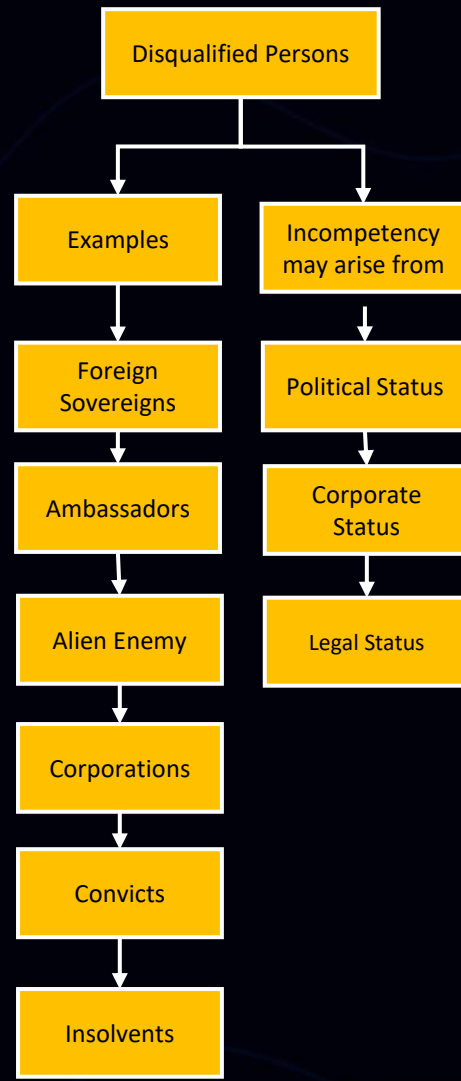 Disqualified Persons
Examples
Incompetency
may arise from
Foreign
Sovereigns
Political Status
Ambassadors
Corporate
Status
Alien Enemy
Legal Status
Corporations
Convicts
Insolvents